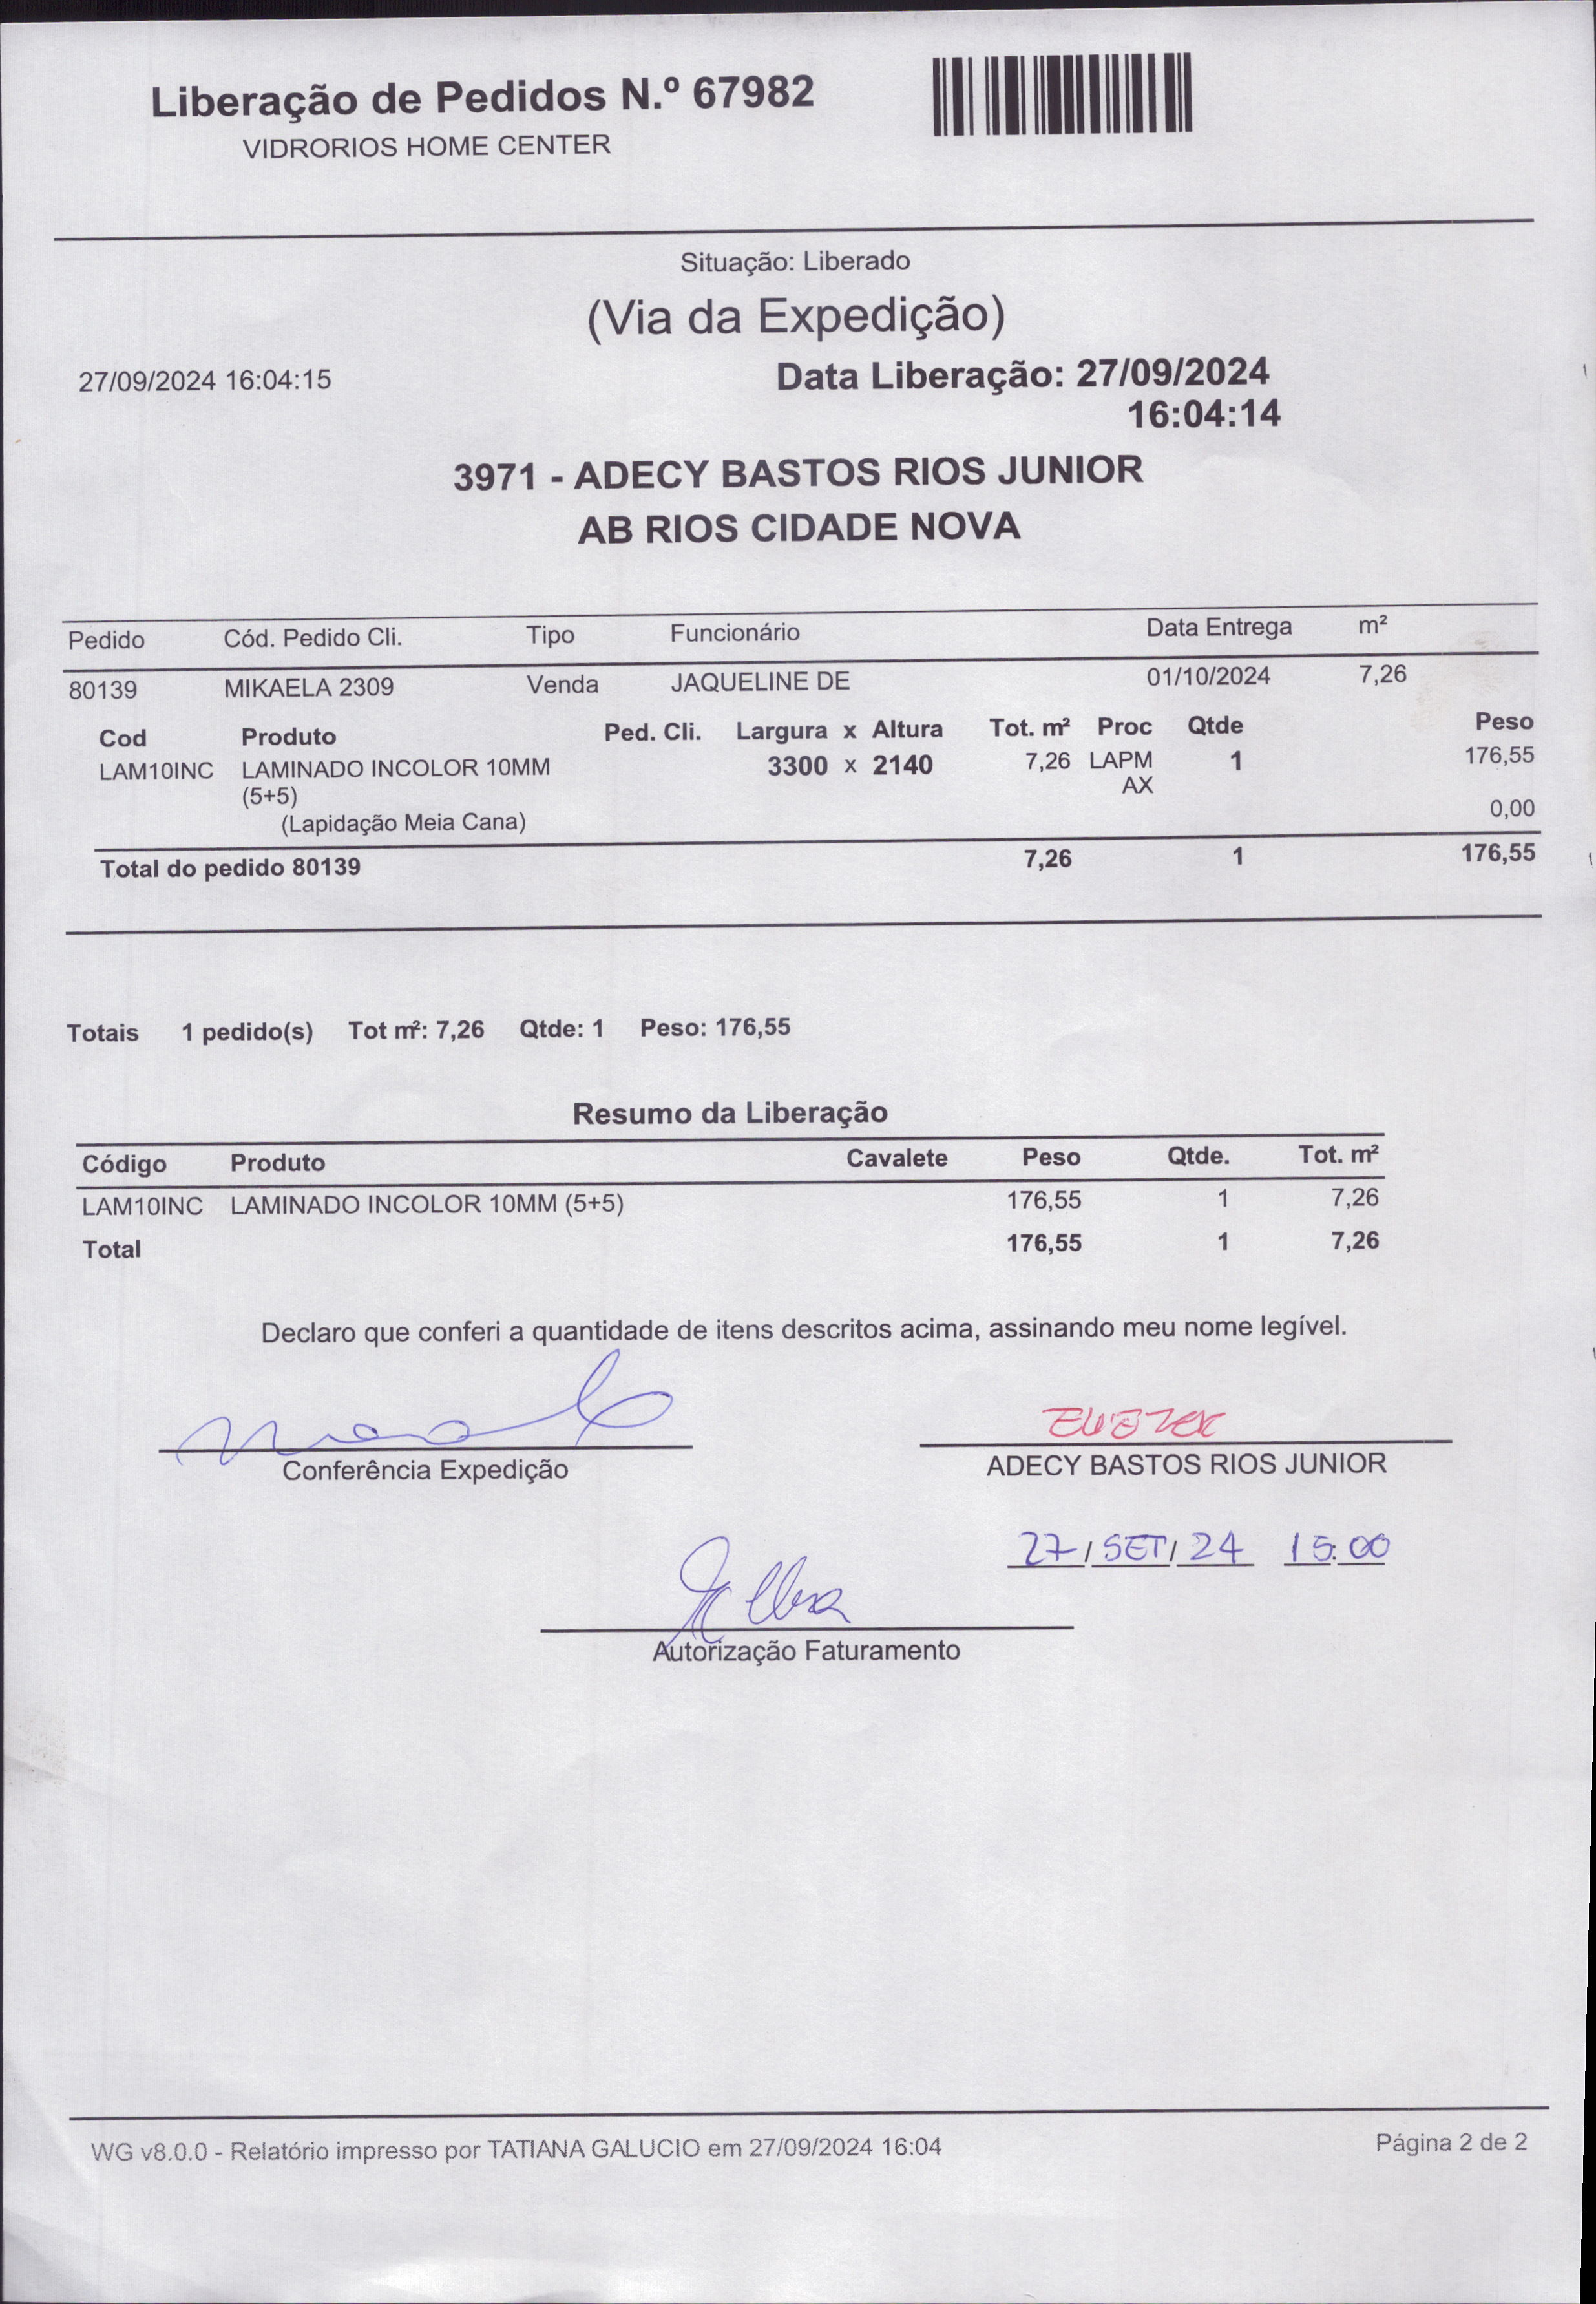 Liberação de Pedidos N.º 67982
VIDRORIOS HOME CENTER
Situação: Liberado
(Via da Expedição)
27/09/2024 16:04:15
Data Liberação: 27/09/2024
16:04:14
3971 - ADECY BASTOS RIOS JUNIOR
AB RIOS CIDADE NOVA
Pedido Cód. Pedido Cli. Tipo Funcionário Data Entrega m²
80139 MIKAELA 2309 Venda JAQUELINE DE 01/10/2024 7,26
Cod Produto Ped. Cli. Largura x Altura Tot. m² Proc Qtde Peso
LAM10INC LAMINADO INCOLOR 10MM 3300 x 2140 7,26 LAPM 1 176,55
(5+5) AX
(Lapidação Meia Cana) 0,00
Total do pedido 80139 7,26 1 176,55
Totais 1 pedido(s) Tot m²: 7,26 Qtde: 1 Peso: 176,55
Resumo da Liberação
Código Produto Cavalete Peso Qtde. Tot. m²
LAM10INC LAMINADO INCOLOR 10MM (5+5) 176,55 1 7,26
Total 176,55 1 7,26
Declaro que conferi a quantidade de itens descritos acima, assinando meu nome legível.
Conferência Expedição
ADECY BASTOS RIOS JUNIOR
27/SET/24 15:00
Autorização Faturamento
WG v8.0.0 - Relatório impresso por TATIANA GALUCIO em 27/09/2024 16:04
Página 2 de 2